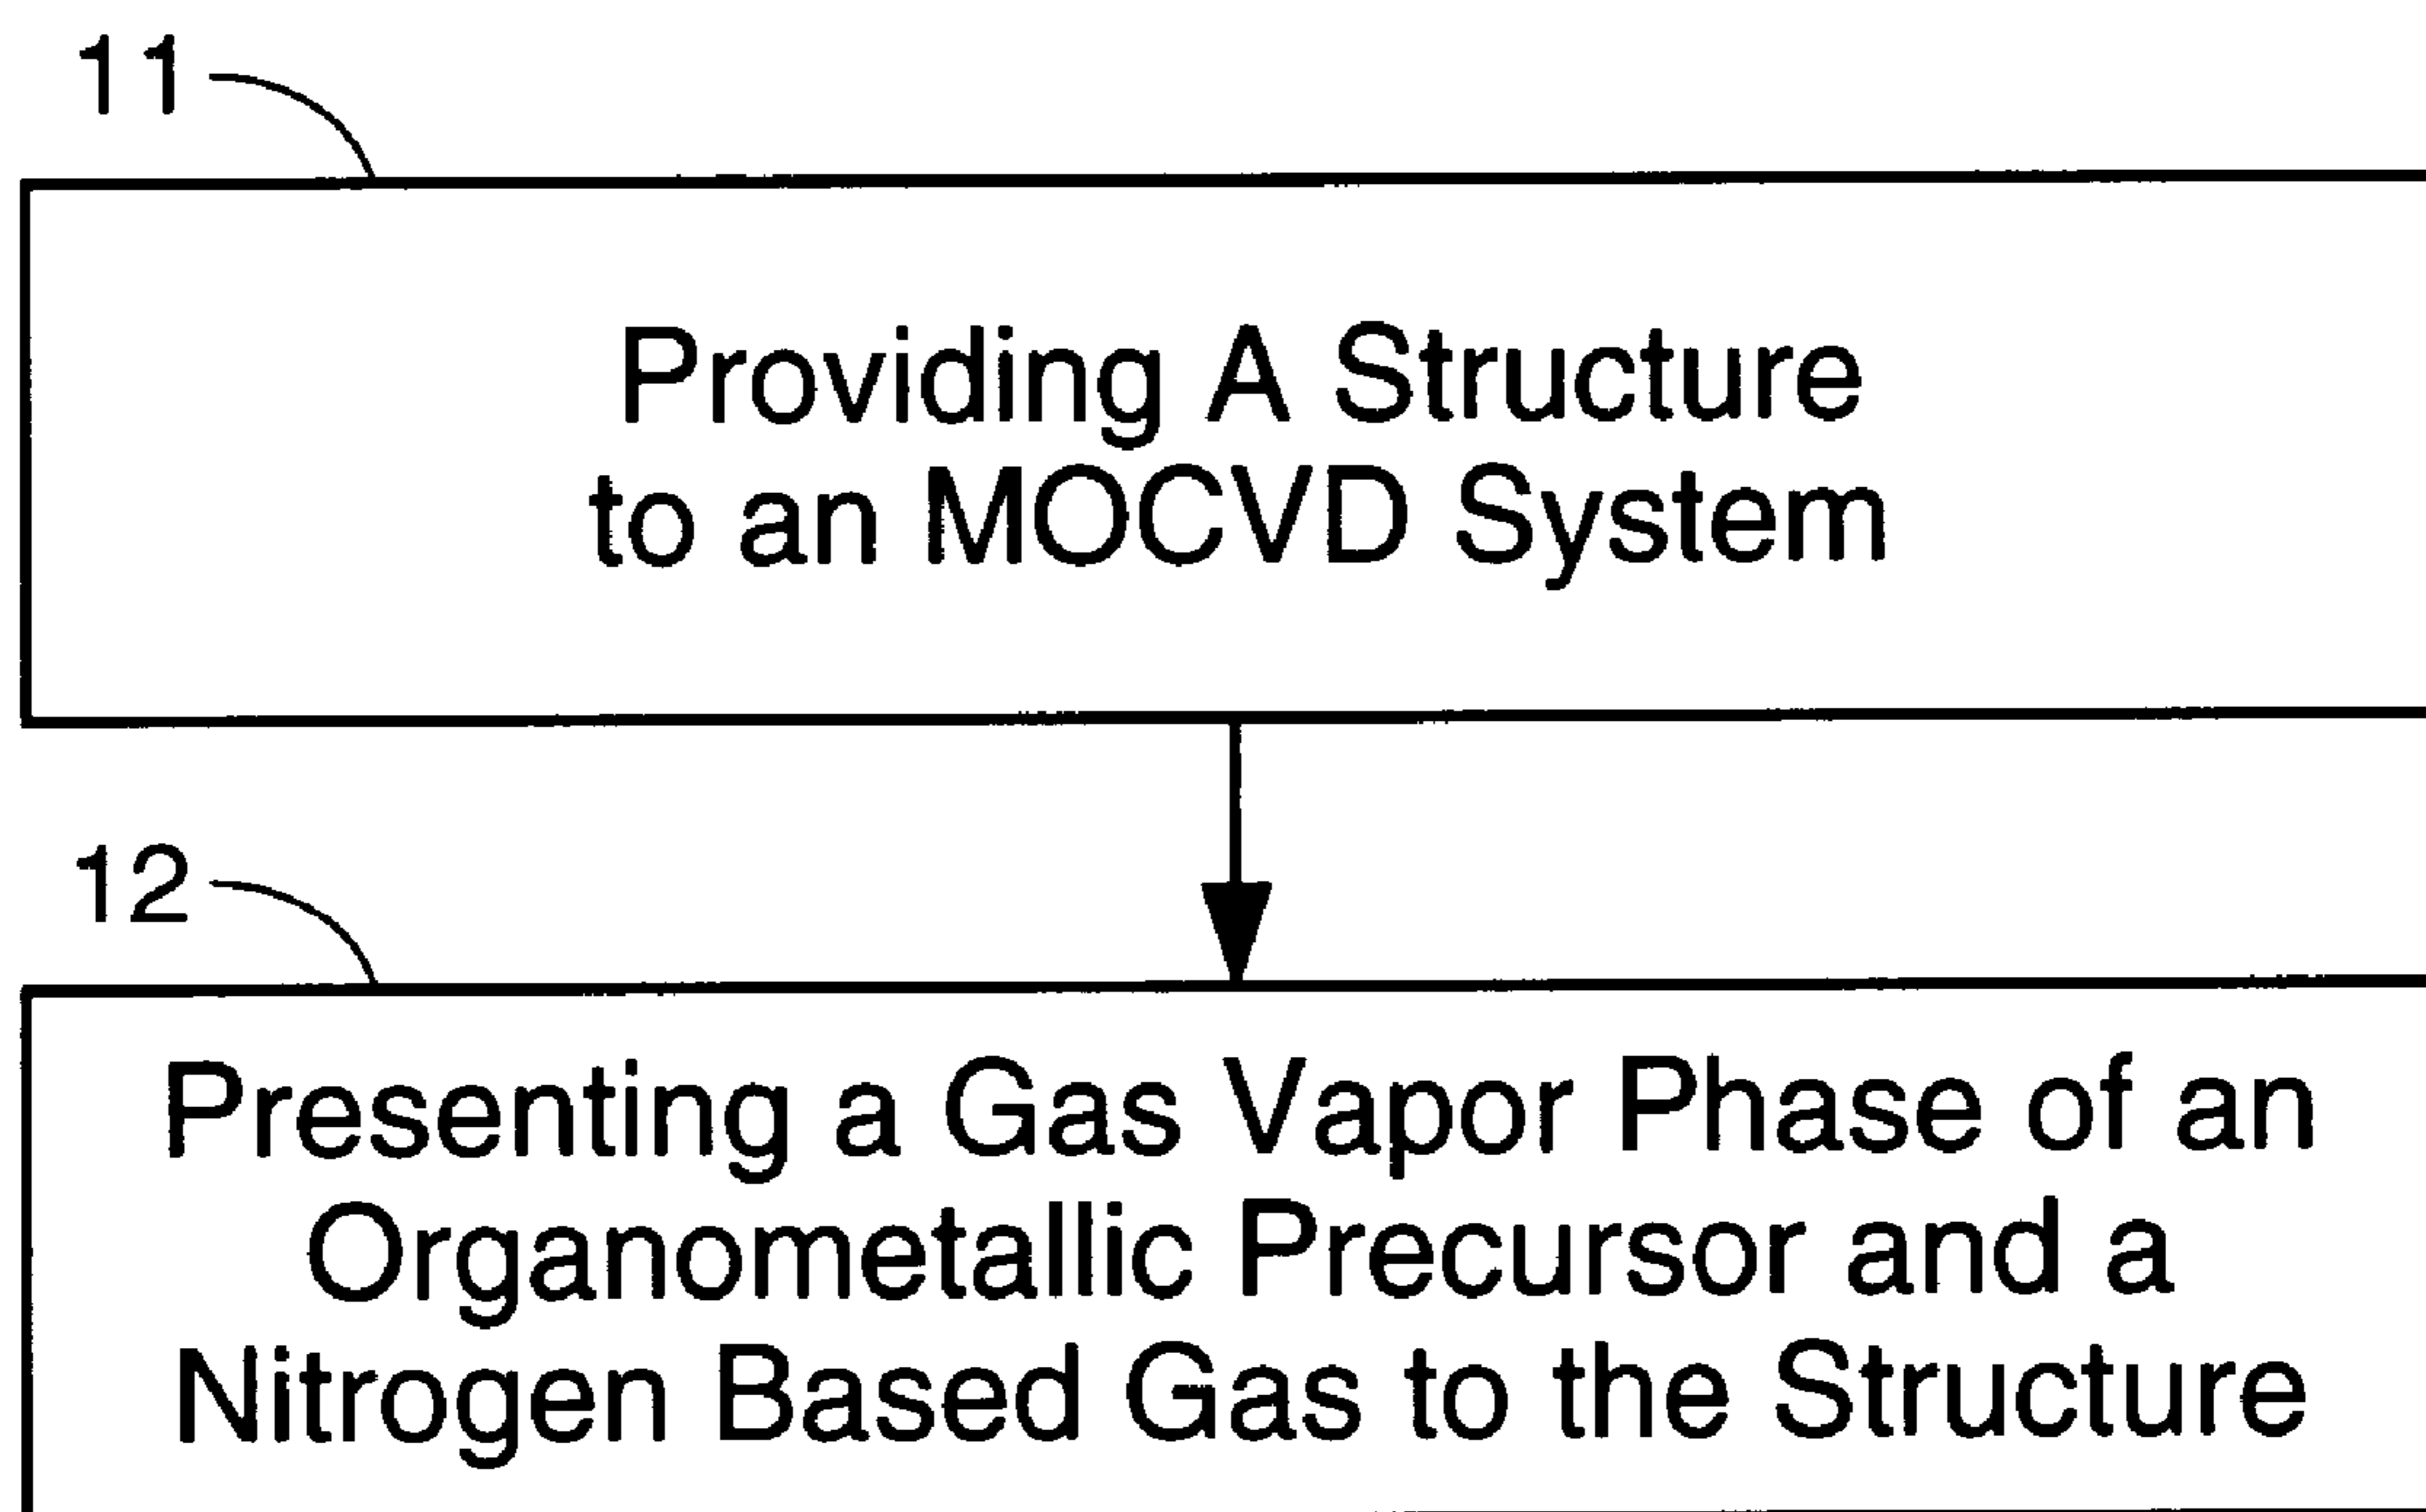 11
Providing A Structure
to an MOCVD System
12
Presenting a Gas Vapor Phase of an
Organometallic Precursor and a
Nitrogen Based Gas to the Structure